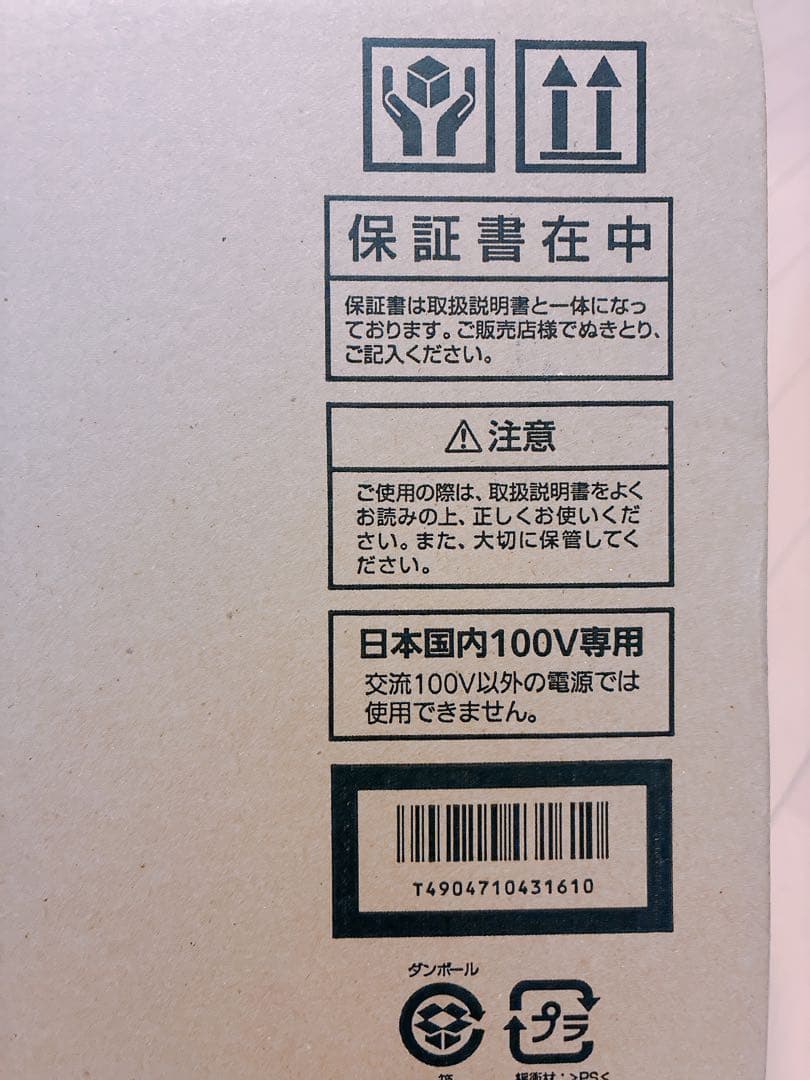 保証書在中
保証書は取扱説明書と一体になっ
ております。ご販売店様でぬきとり、
ご記入ください。
⚠注意
ご使用の際は、取扱説明書をよく
お読みの上、正しくお使いくだ
さい。また、大切に保管してく
ださい。
日本国内100V専用
交流100V以外の電源では
使用できません。
T4904710431610
ダンボール
プラ
緩衝材:>PS<